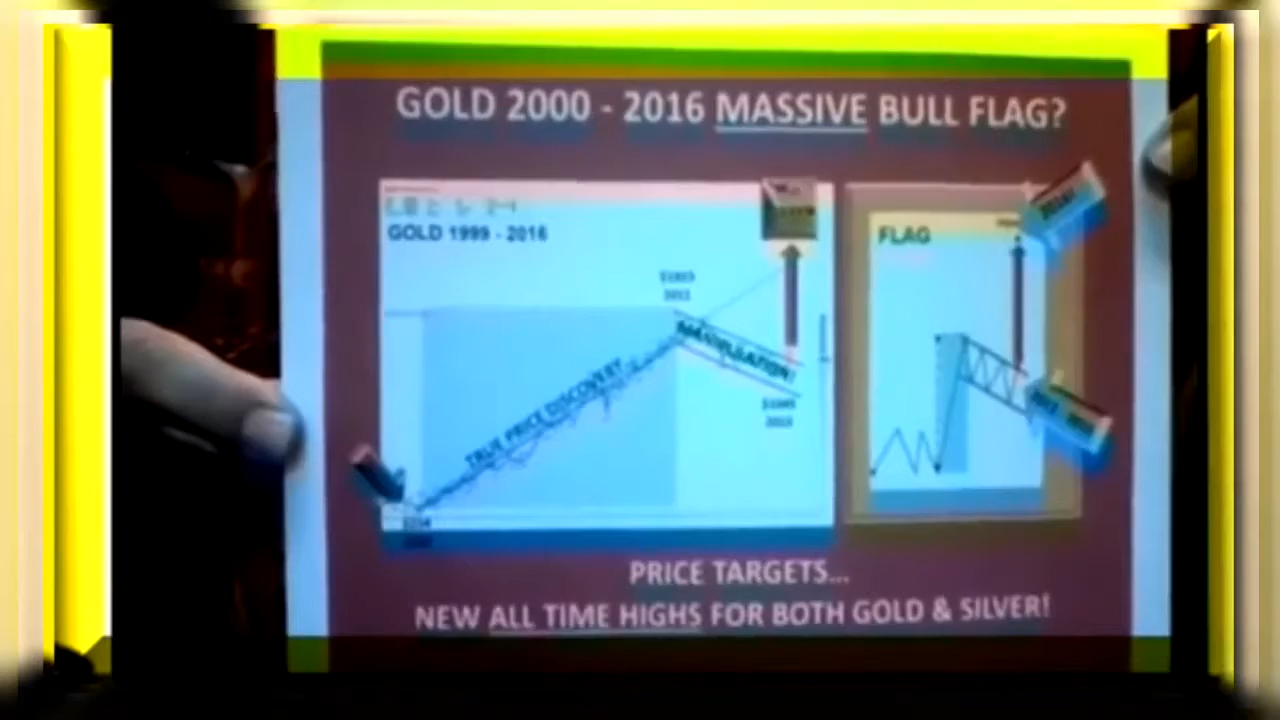 GOLD 2000 - 2016 MASSIVE BULL FLAG?
GOLD 1999 - 2016
FLAG
2011
MANIPULATION!
TRUE PRICE DISCOVERY
PRICE TARGETS...
NEW ALL TIME HIGHS FOR BOTH GOLD & SILVER!